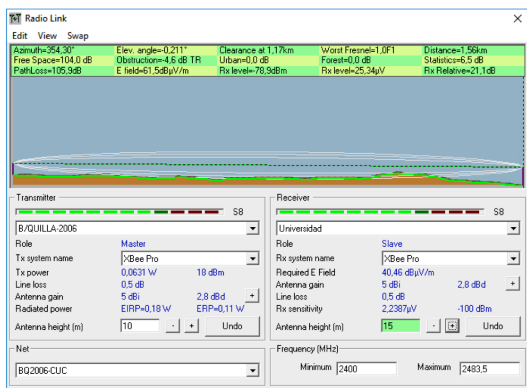 Radio Link
Edit View Swap
Azimuth=354,30° Elev. angle=-0,211° Clearance at 1,17km Worst Fresnel=1,0F1 Distance=1,56km
Free Space=104,0 dB Obstruction=-4,6 dB TR Urban=0,0 dB Forest=0,0 dB Statistics=6,5 dB
PathLoss=105,9dB E field=61,5dBµV/m Rx level=-78,9dBm Rx level=25,34µV Rx Relative=21,1dB
Transmitter
S8
B/QUILLA-2006
Role Master
Tx system name XBee Pro
Tx power 0,0631 W 18 dBm
Line loss 0,5 dB
Antenna gain 5 dBi 2,8 dBd +
Radiated power EIRP=0,18 W ERP=0,11 W
Antenna height (m) 10 - + Undo
Net
BQ2006-CUC
Receiver
S8
Universidad
Role Slave
Rx system name XBee Pro
Required E Field 40,46 dBµV/m
Antenna gain 5 dBi 2,8 dBd +
Line loss 0,5 dB
Rx sensitivity 2,2387µV -100 dBm
Antenna height (m) 15 - + Undo
Frequency (MHz)
Minimum 2400 Maximum 2483,5